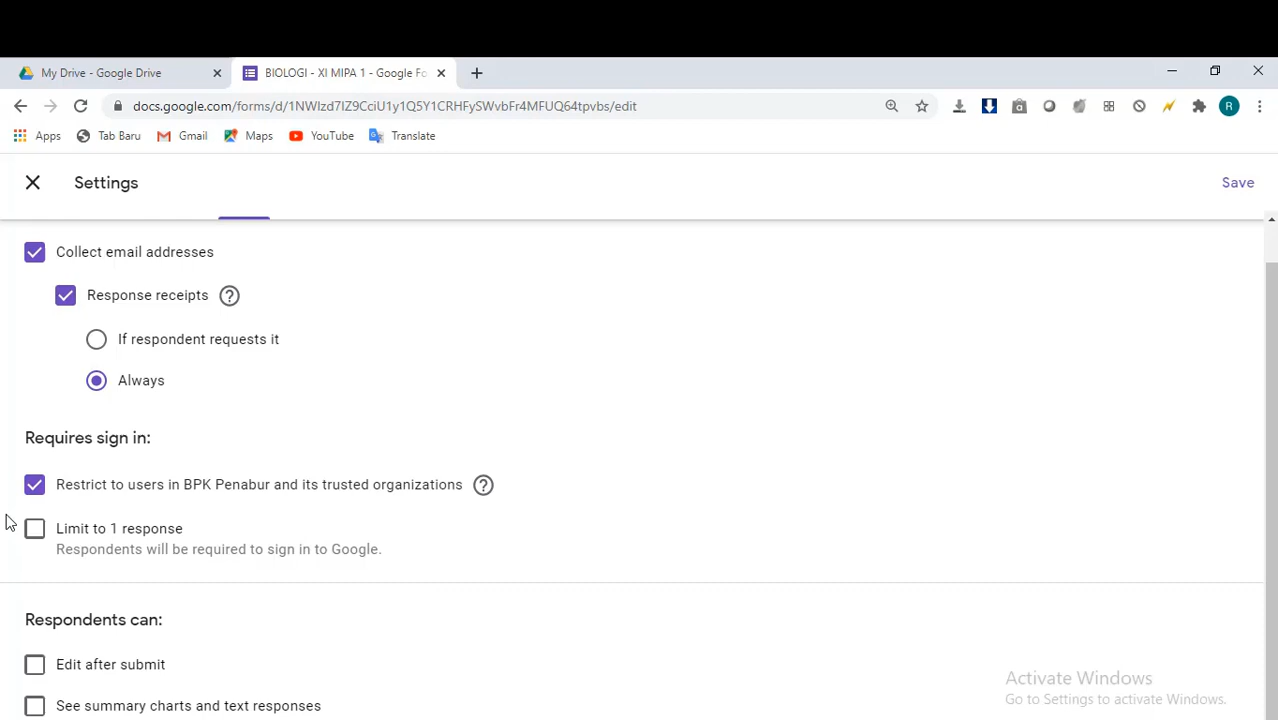 My Drive - Google Drive
BIOLOGI - XI MIPA 1 - Google Fo
docs.google.com/forms/d/1NWIzd7IZ9CciU1y1Q5Y1CRHFySWvbFr4MFUQ64tpvbs/edit
R
Apps
Tab Baru
Gmail
Maps
YouTube
Translate
Settings
Save
Collect email addresses
Response receipts
If respondent requests it
Always
Requires sign in:
Restrict to users in BPK Penabur and its trusted organizations
Limit to 1 response
Respondents will be required to sign in to Google.
Respondents can:
Edit after submit
See summary charts and text responses
Activate Windows
Go to Settings to activate Windows.